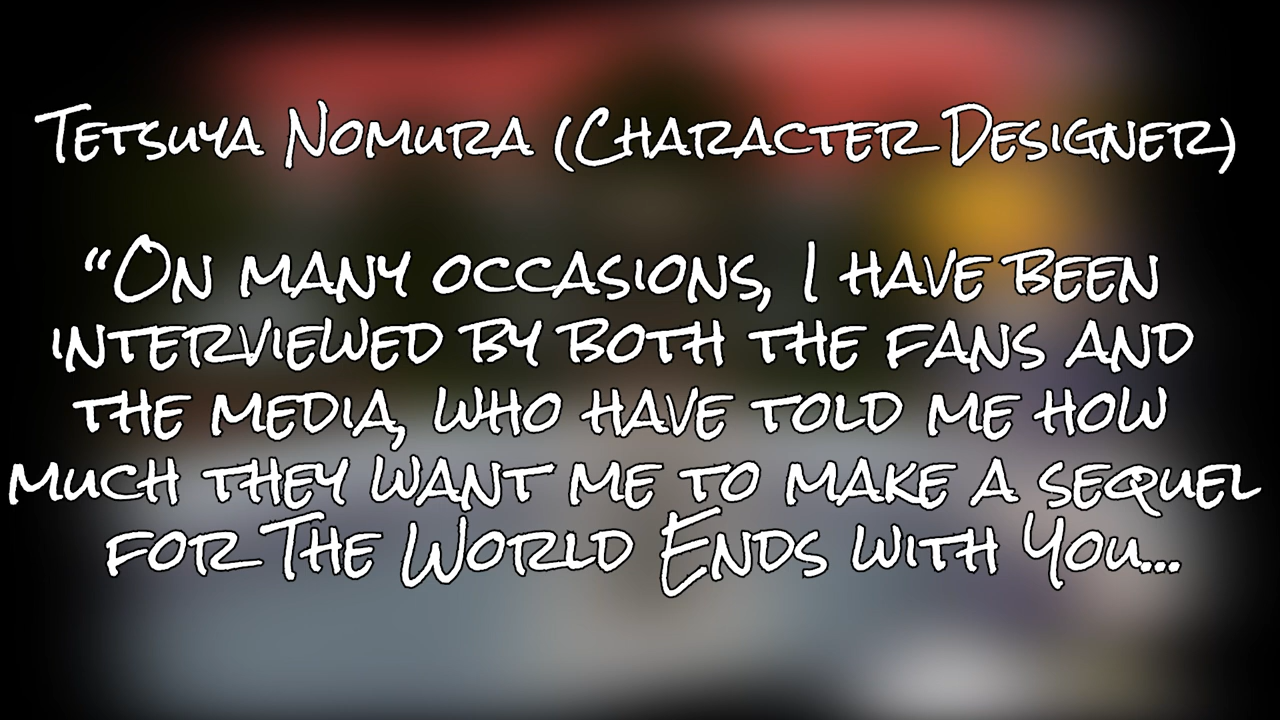 Tetsuya Nomura (Character Designer)
“On many occasions, I have been
interviewed by both the fans and
the media, who have told me how
much they want me to make a sequel
for The World Ends with You...